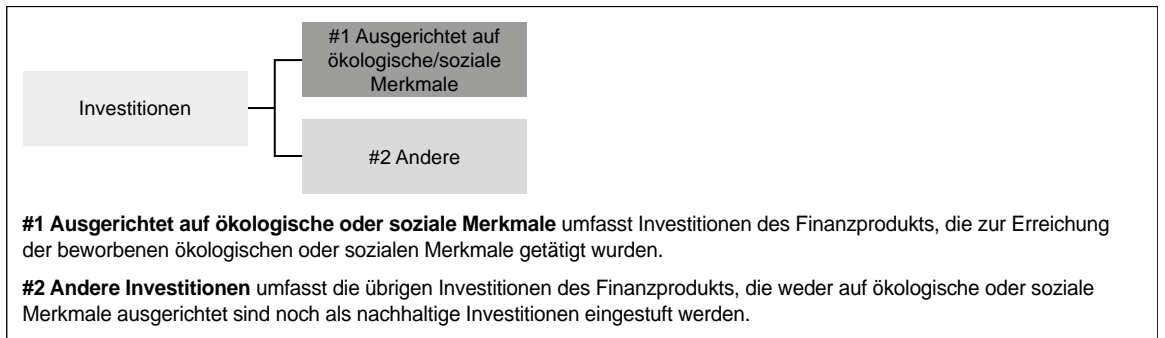 #1 Ausgerichtet auf
ökologische/soziale
Merkmale
Investitionen
#2 Andere
#1 Ausgerichtet auf ökologische oder soziale Merkmale umfasst Investitionen des Finanzprodukts, die zur Erreichung
der beworbenen ökologischen oder sozialen Merkmale getätigt wurden.
#2 Andere Investitionen umfasst die übrigen Investitionen des Finanzprodukts, die weder auf ökologische oder soziale
Merkmale ausgerichtet sind noch als nachhaltige Investitionen eingestuft werden.